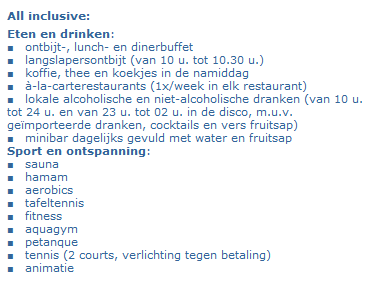 All inclusive:
Eten en drinken:
▪ ontbijt-, lunch- en dinerbuffet
▪ langslapersontbijt (van 10 u. tot 10.30 u.)
▪ koffie, thee en koekjes in de namiddag
▪ à-la-carterestaurants (1x/week in elk restaurant)
▪ lokale alcoholische en niet-alcoholische dranken (van 10 u.
tot 24 u. en van 23 u. tot 02 u. in de disco, m.u.v.
geïmporteerde dranken, cocktails en vers fruitsap)
▪ minibar dagelijks gevuld met water en fruitsap
Sport en ontspanning:
▪ sauna
▪ hamam
▪ aerobics
▪ tafeltennis
▪ fitness
▪ aquagym
▪ petanque
▪ tennis (2 courts, verlichting tegen betaling)
▪ animatie